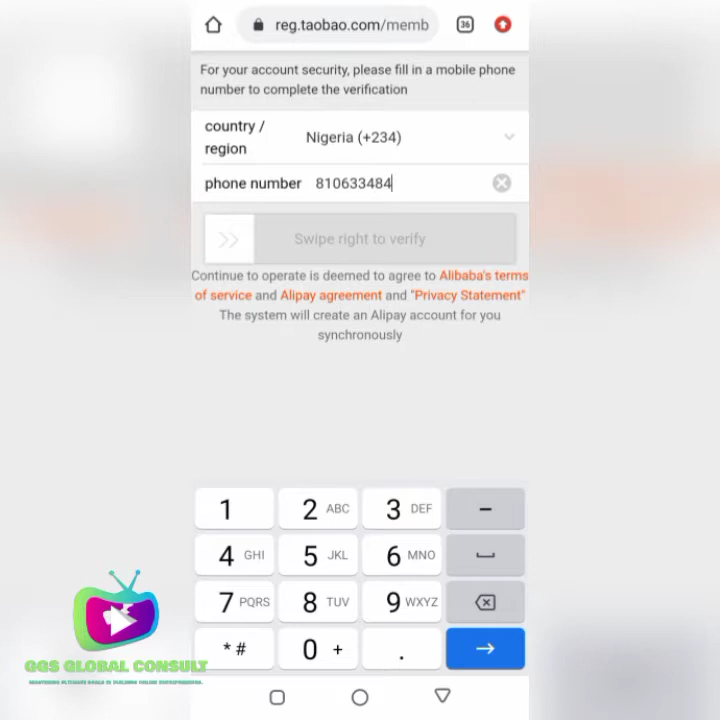 reg.taobao.com/memb
36
For your account security, please fill in a mobile phone
number to complete the verification
country /
region
Nigeria (+234)
phone number 810633484
Swipe right to verify
Continue to operate is deemed to agree to Alibaba's terms
of service and Alipay agreement and "Privacy Statement"
The system will create an Alipay account for you
synchronously
1 2 ABC 3 DEF –
4 GHI 5 JKL 6 MNO
7 PQRS 8 TUV 9 WXYZ
* # 0 + .
GGS GLOBAL CONSULT